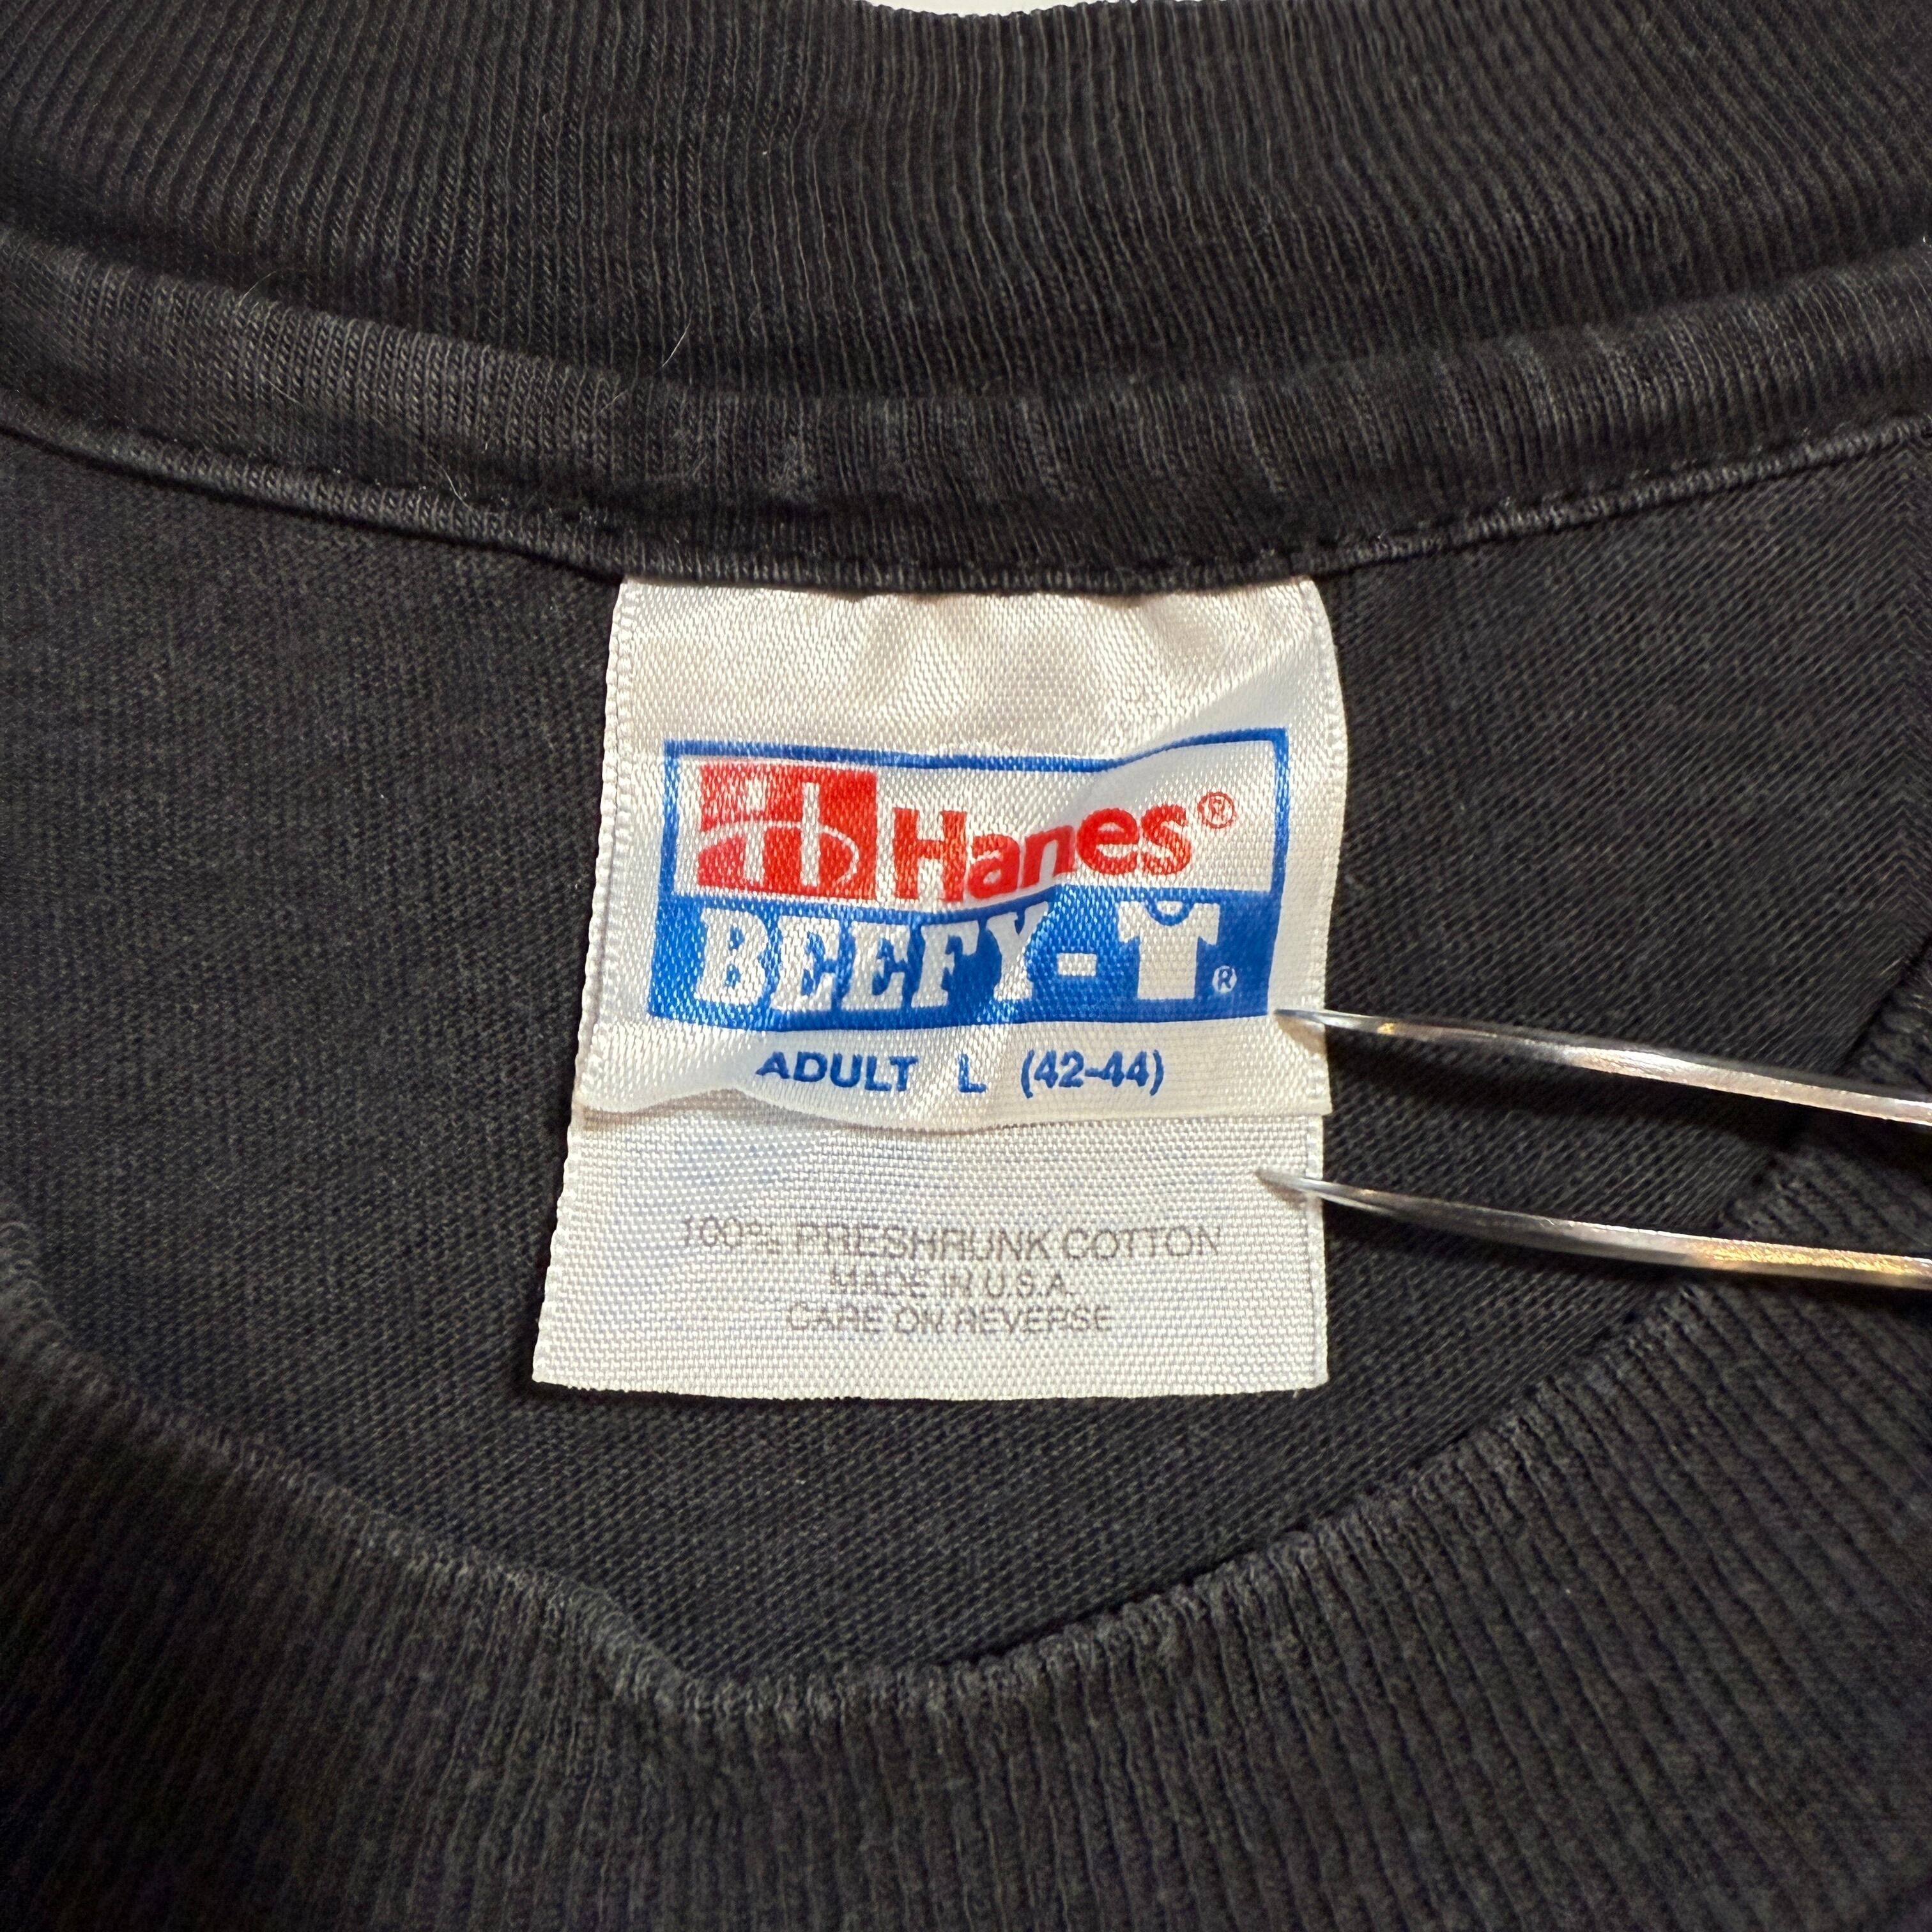 Hanes®
BEEFY-T®
ADULT L (42-44)
100% PRESHRUNK COTTON
MADE IN U.S.A.
CARE ON REVERSE